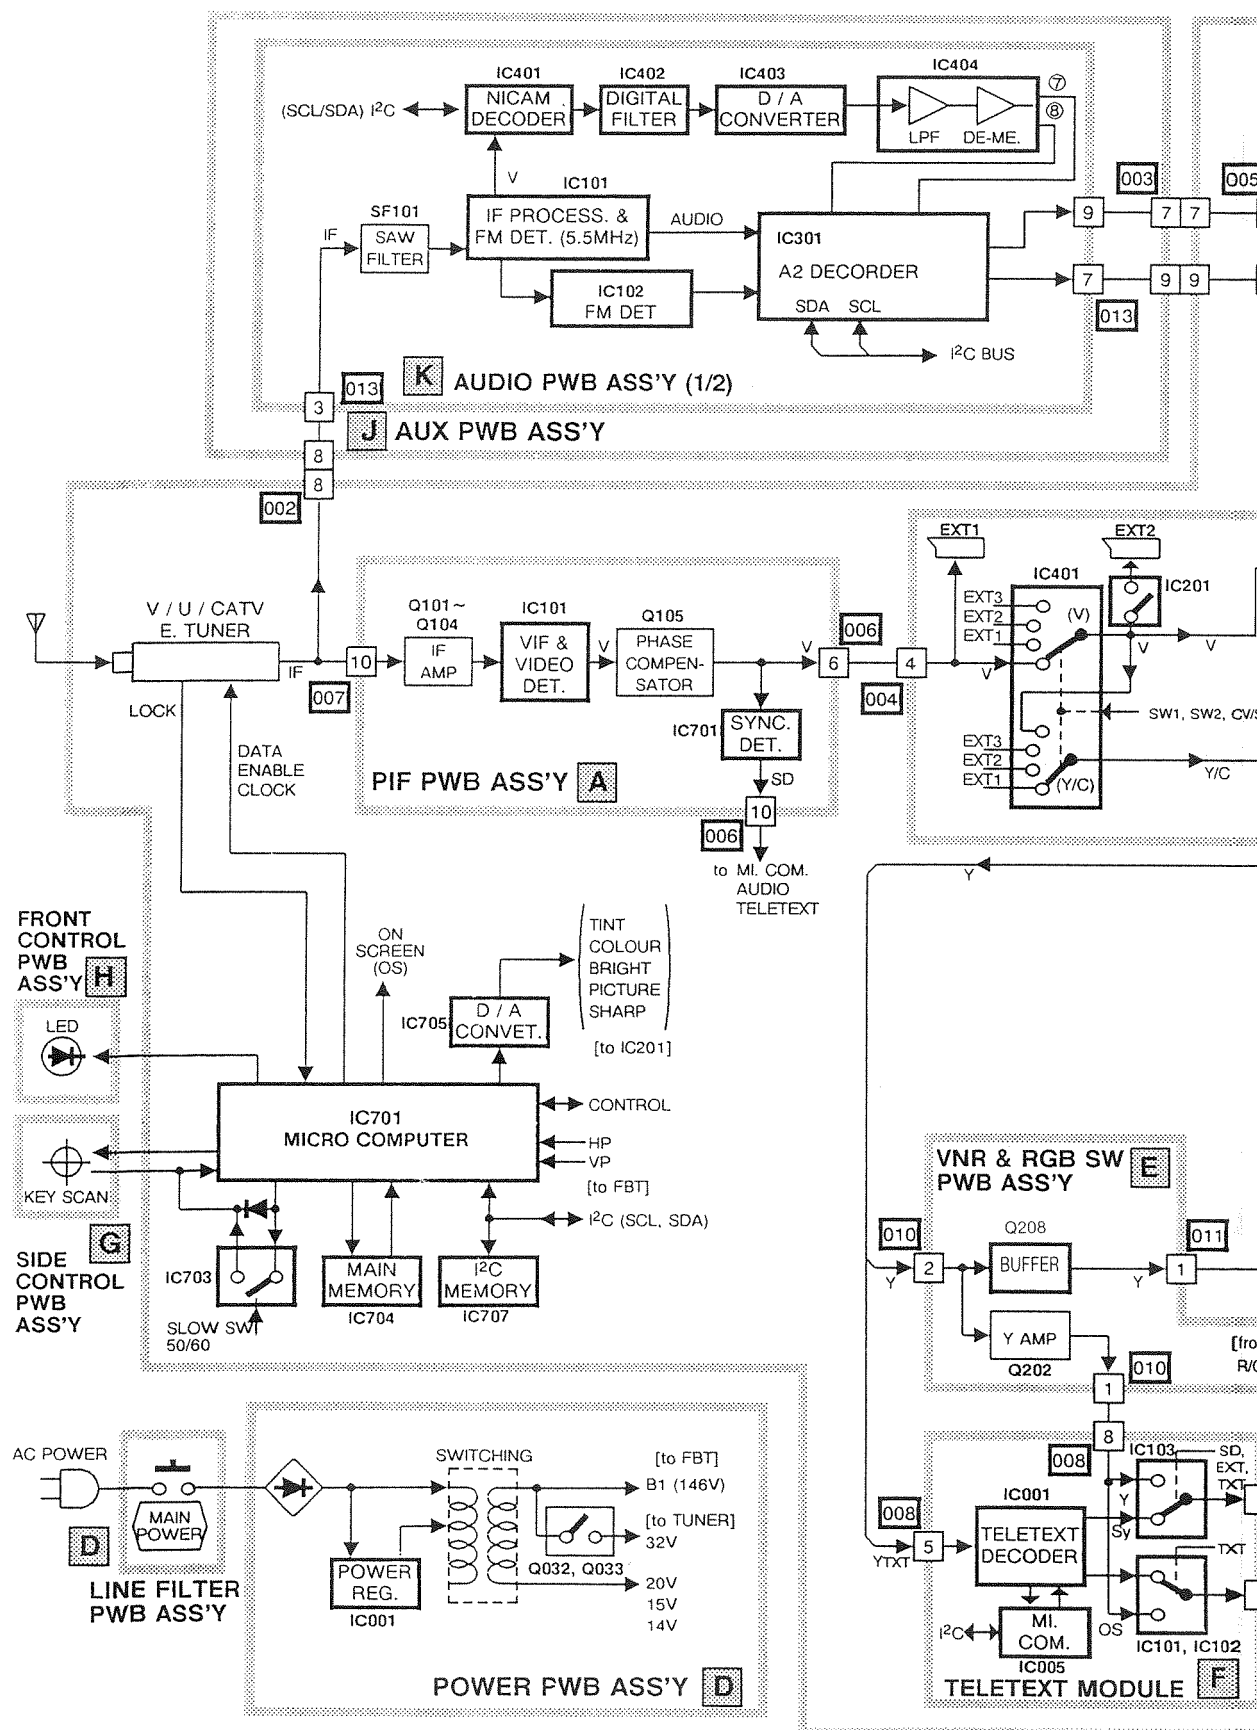 IC401
IC402
IC403
IC404
(SCL/SDA) I²C
NICAM
DECODER
DIGITAL
FILTER
D / A
CONVERTER
LPF
DE-ME.
⑦
⑧
V
IC101
SF101
IF
SAW
FILTER
IF PROCESS. &
FM DET. (5.5MHz)
AUDIO
IC301
A2 DECORDER
SDA SCL
IC102
FM DET
I²C BUS
003
005
9
7 7
7
9 9
013
K AUDIO PWB ASS'Y (1/2)
013
3
J AUX PWB ASS'Y
8
8
002
V / U / CATV
E. TUNER
IF
10
007
LOCK
DATA
ENABLE
CLOCK
Q101~
Q104
IF
AMP
IC101
VIF &
VIDEO
DET.
V
Q105
PHASE
COMPEN-
SATOR
V
6
006
4
004
IC701
SYNC.
DET.
SD
10
006
PIF PWB ASS'Y A
to MI. COM.
AUDIO
TELETEXT
EXT1
EXT2
IC401
IC201
EXT3
EXT2
EXT1
(V)
V
V
V
SW1, SW2, CV/S
EXT3
EXT2
EXT1
(Y/C)
Y/C
Y
FRONT
CONTROL
PWB
ASS'Y H
LED
ON
SCREEN
(OS)
TINT
COLOUR
BRIGHT
PICTURE
SHARP
[to IC201]
IC705
D / A
CONVET.
IC701
MICRO COMPUTER
CONTROL
HP
VP
[to FBT]
I²C (SCL, SDA)
KEY SCAN
G
SIDE
CONTROL
PWB
ASS'Y
IC703
SLOW SW
50/60
MAIN
MEMORY
IC704
I²C
MEMORY
IC707
VNR & RGB SW
PWB ASS'Y E
010
2
Y
Q208
BUFFER
Y
1
011
Y AMP
Q202
[fro
R/G
010
1
8
AC POWER
MAIN
POWER
D
LINE FILTER
PWB ASS'Y
SWITCHING
[to FBT]
B1 (146V)
[to TUNER]
32V
Q032, Q033
20V
15V
14V
POWER
REG.
IC001
POWER PWB ASS'Y D
008
IC103
SD,
EXT,
TXT
Y
Sy
008
5
YTXT
IC001
TELETEXT
DECODER
TXT
OS
I²C
MI.
COM.
IC005
IC101, IC102
TELETEXT MODULE F